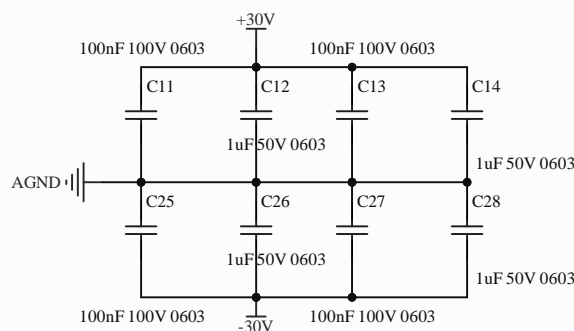 +30V
100nF 100V 0603
100nF 100V 0603
C11
C12
C13
C14
1uF 50V 0603
1uF 50V 0603
AGND
C25
C26
C27
C28
1uF 50V 0603
1uF 50V 0603
100nF 100V 0603
100nF 100V 0603
-30V